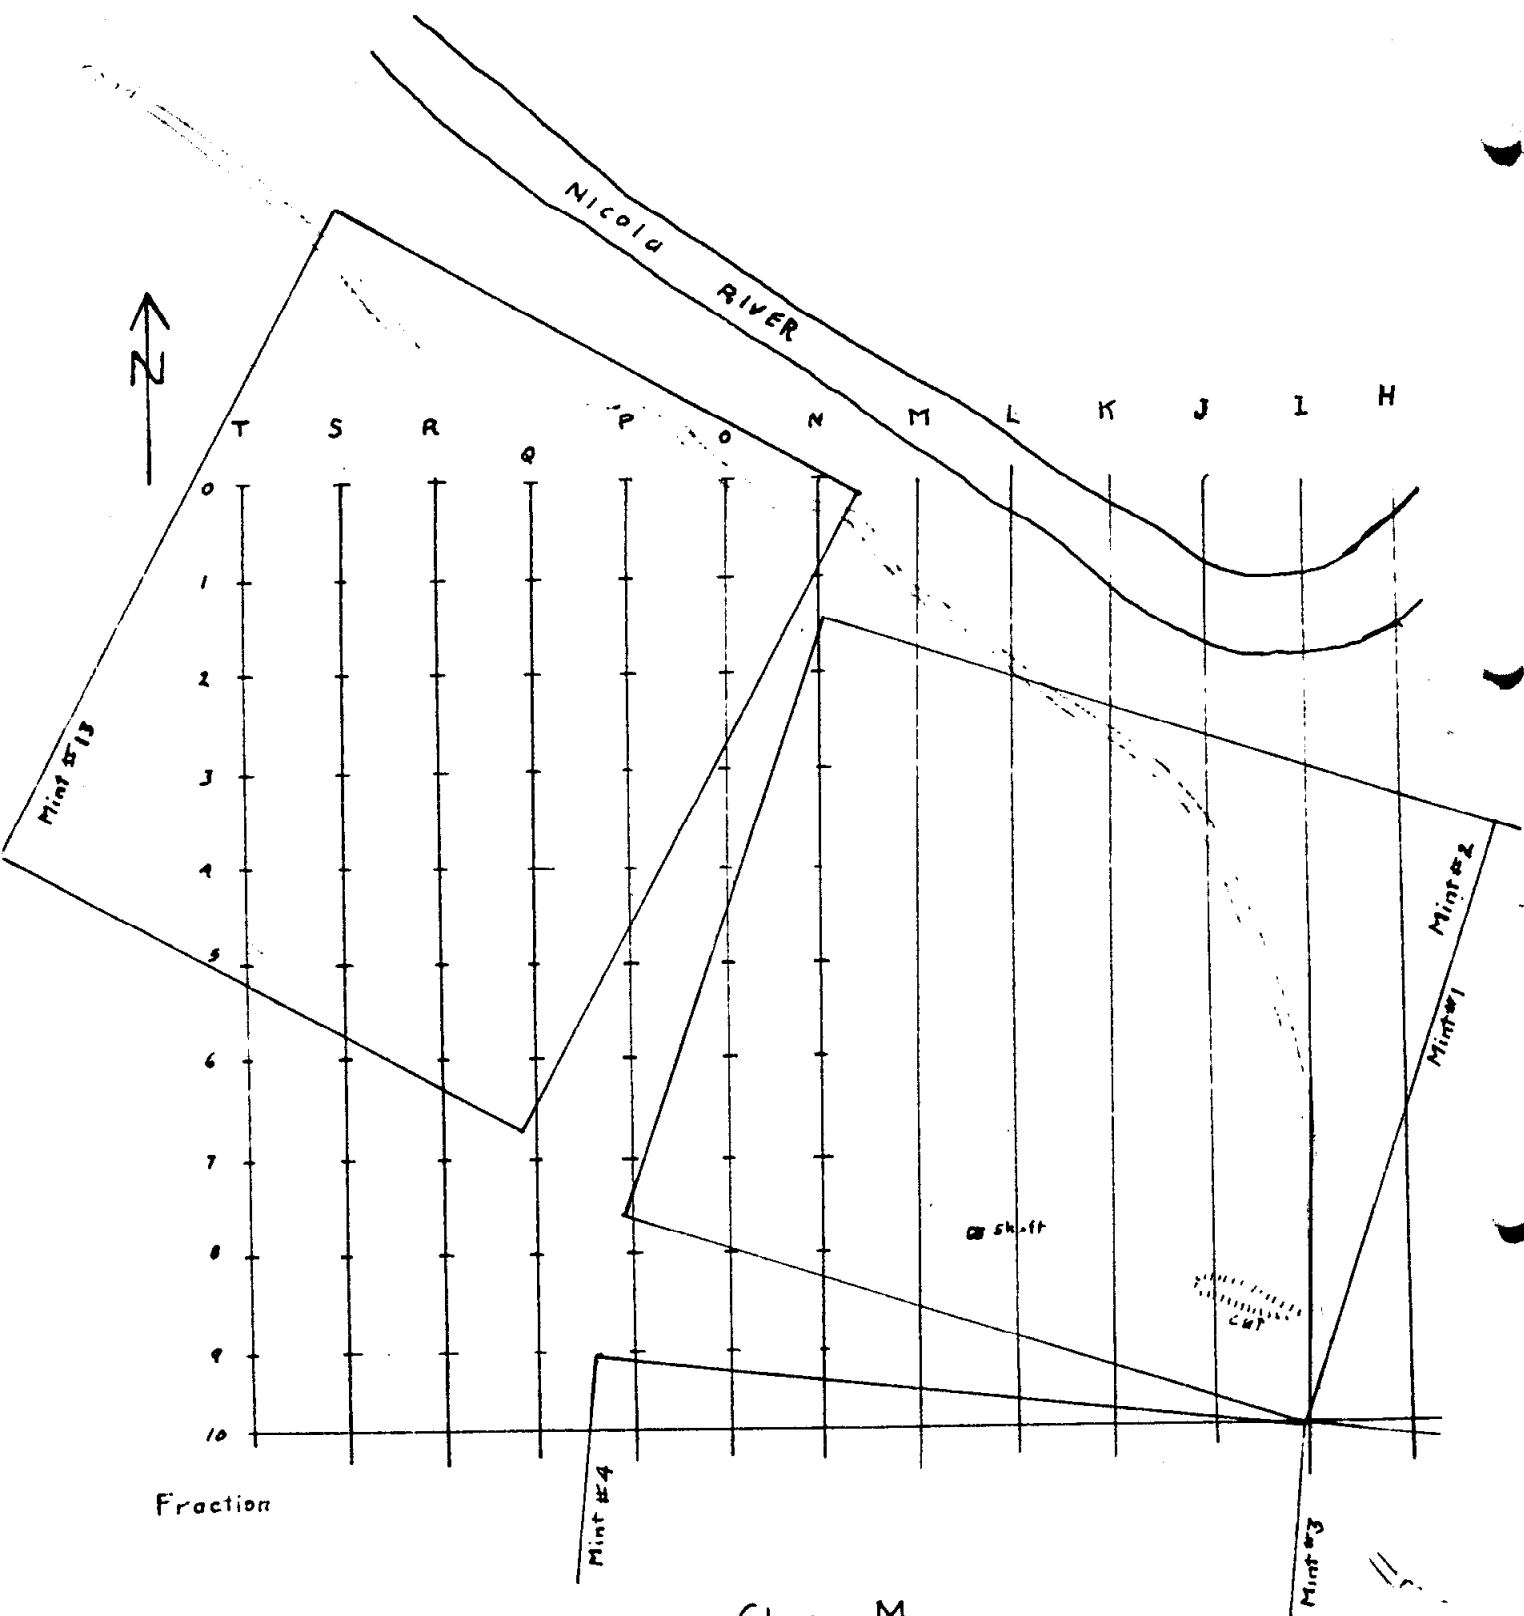 Nicola RIVER
N
T S R Q P O N M L K J I H
0
1
2
3
4
5
6
7
8
9
10
Mint #13
Mint #2
Mint #1
shaft
cut
Fraction
Mint #4
Mint #3